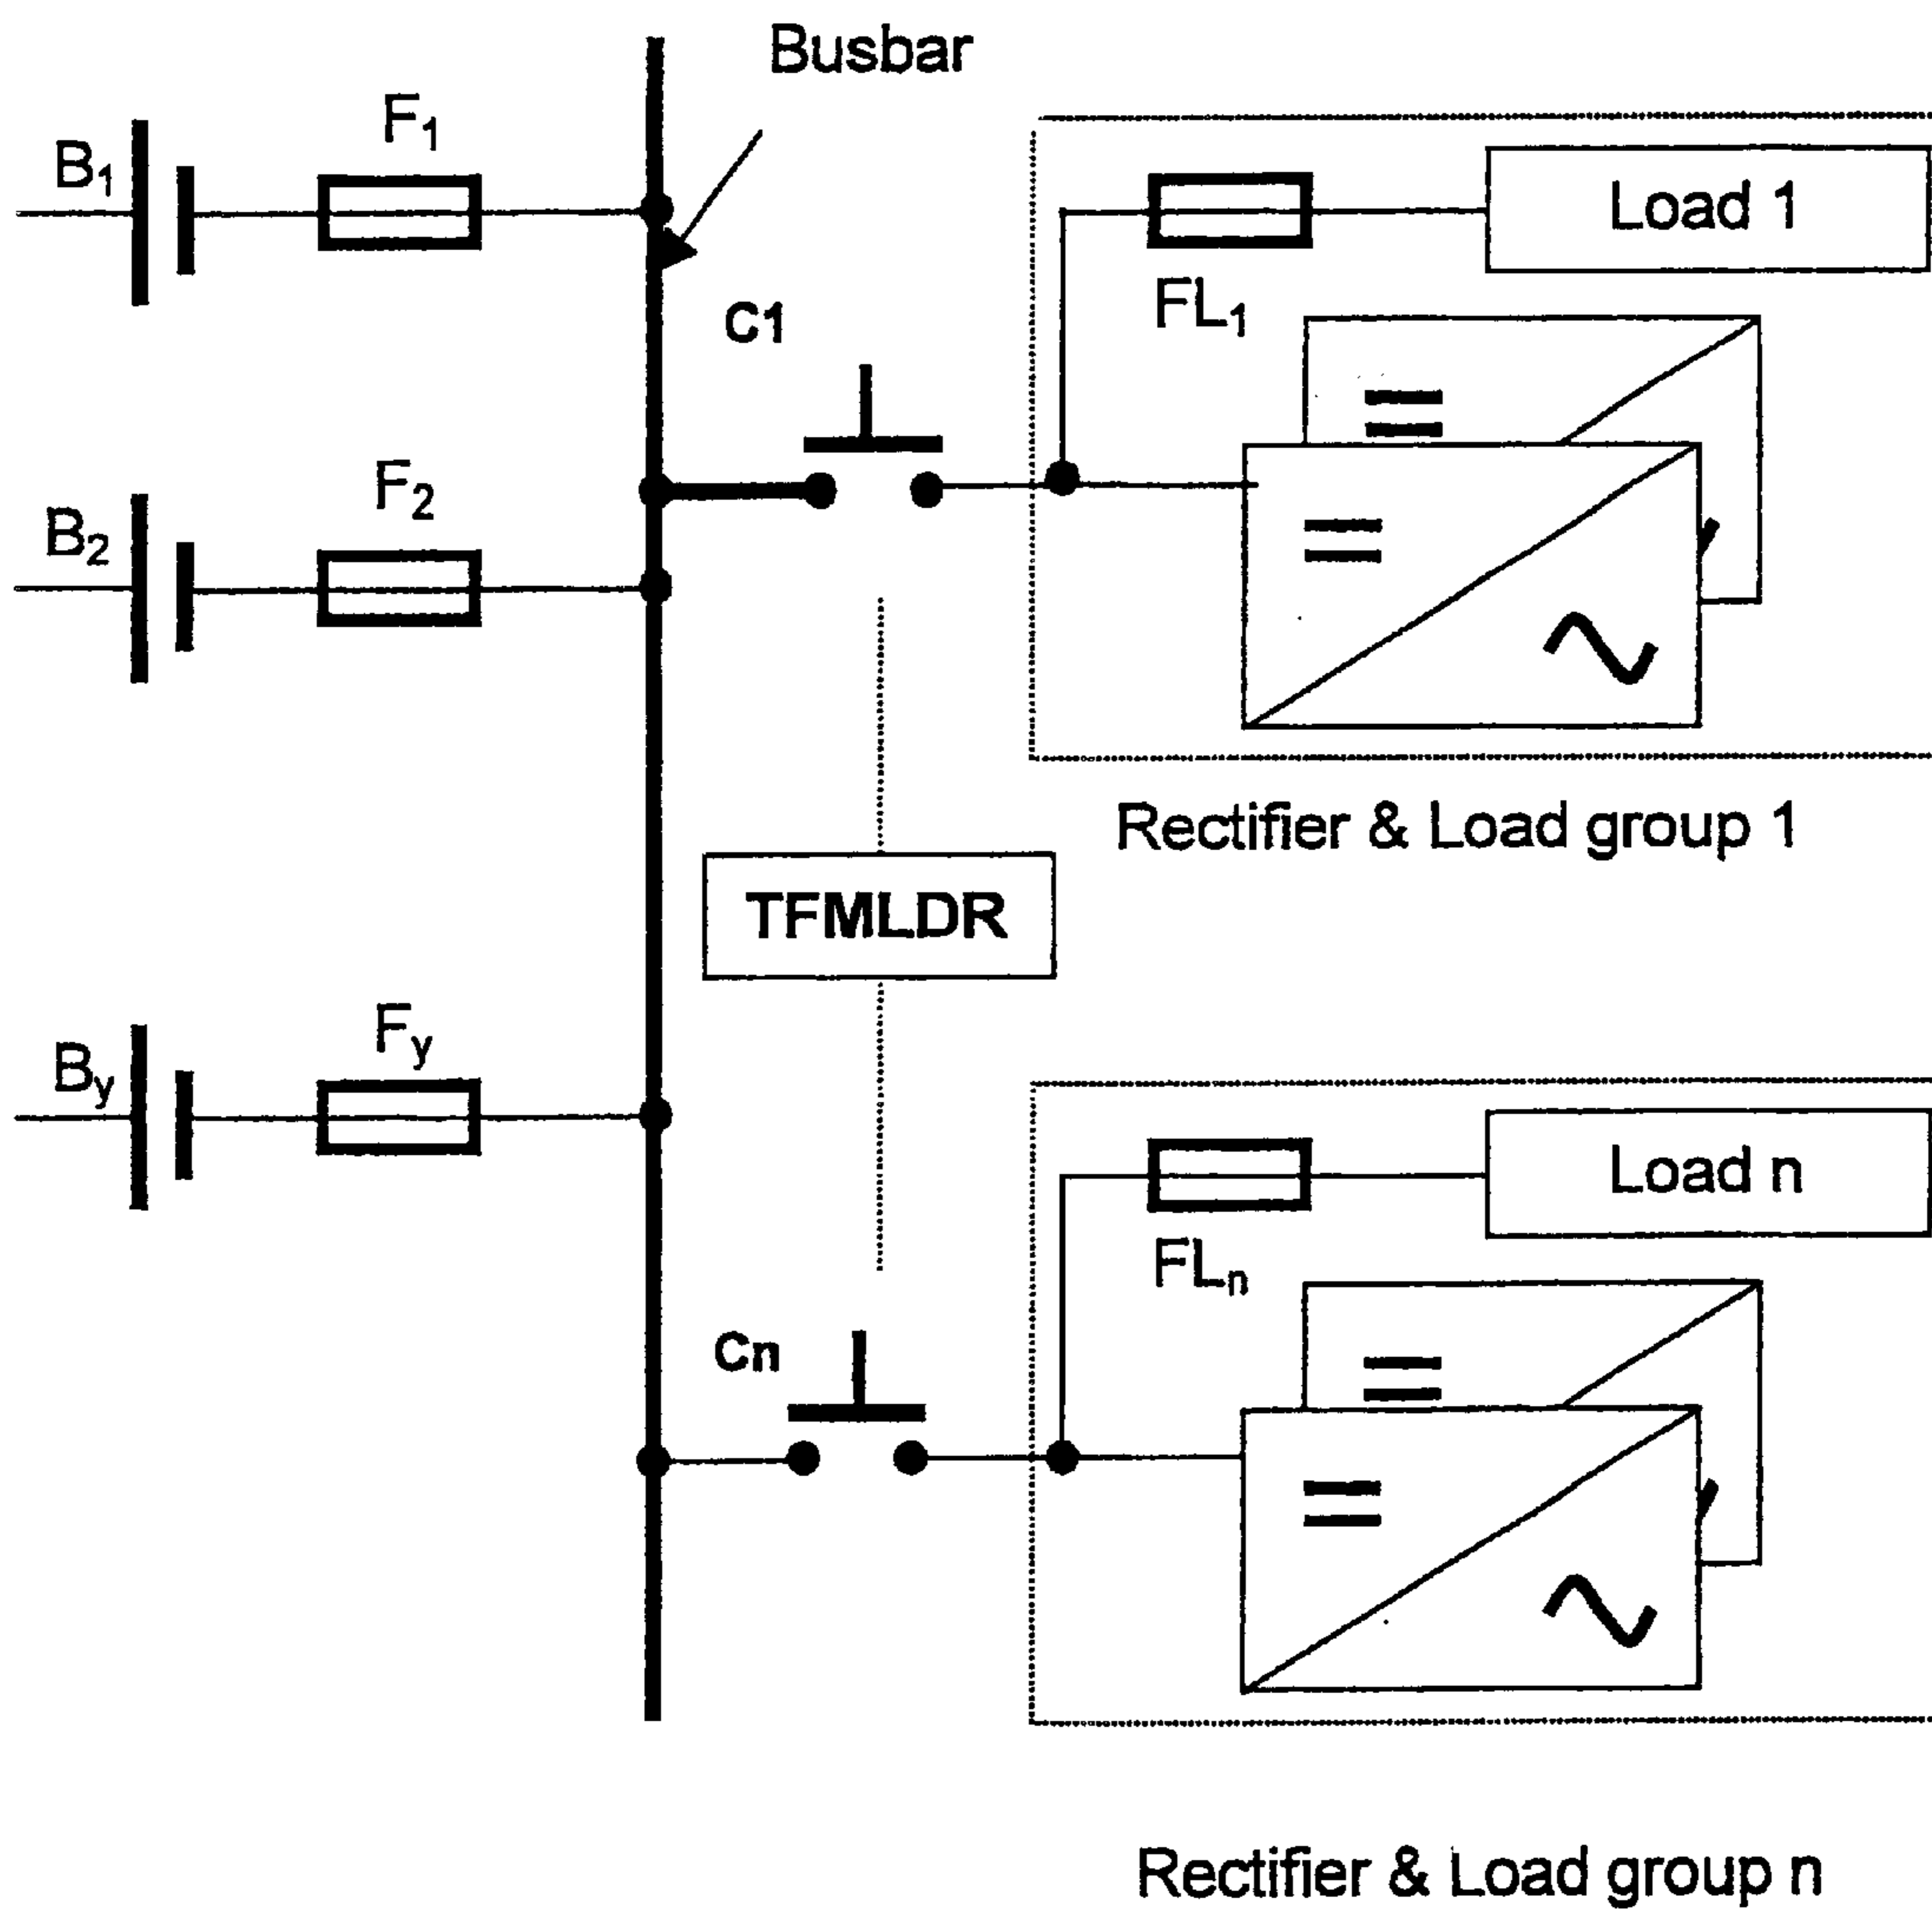 Busbar
B₁
F₁
Load 1
FL₁
C1
B₂
F₂
Rectifier & Load group 1
TFMLDR
By
Fy
Load n
FLₙ
Cn
Rectifier & Load group n